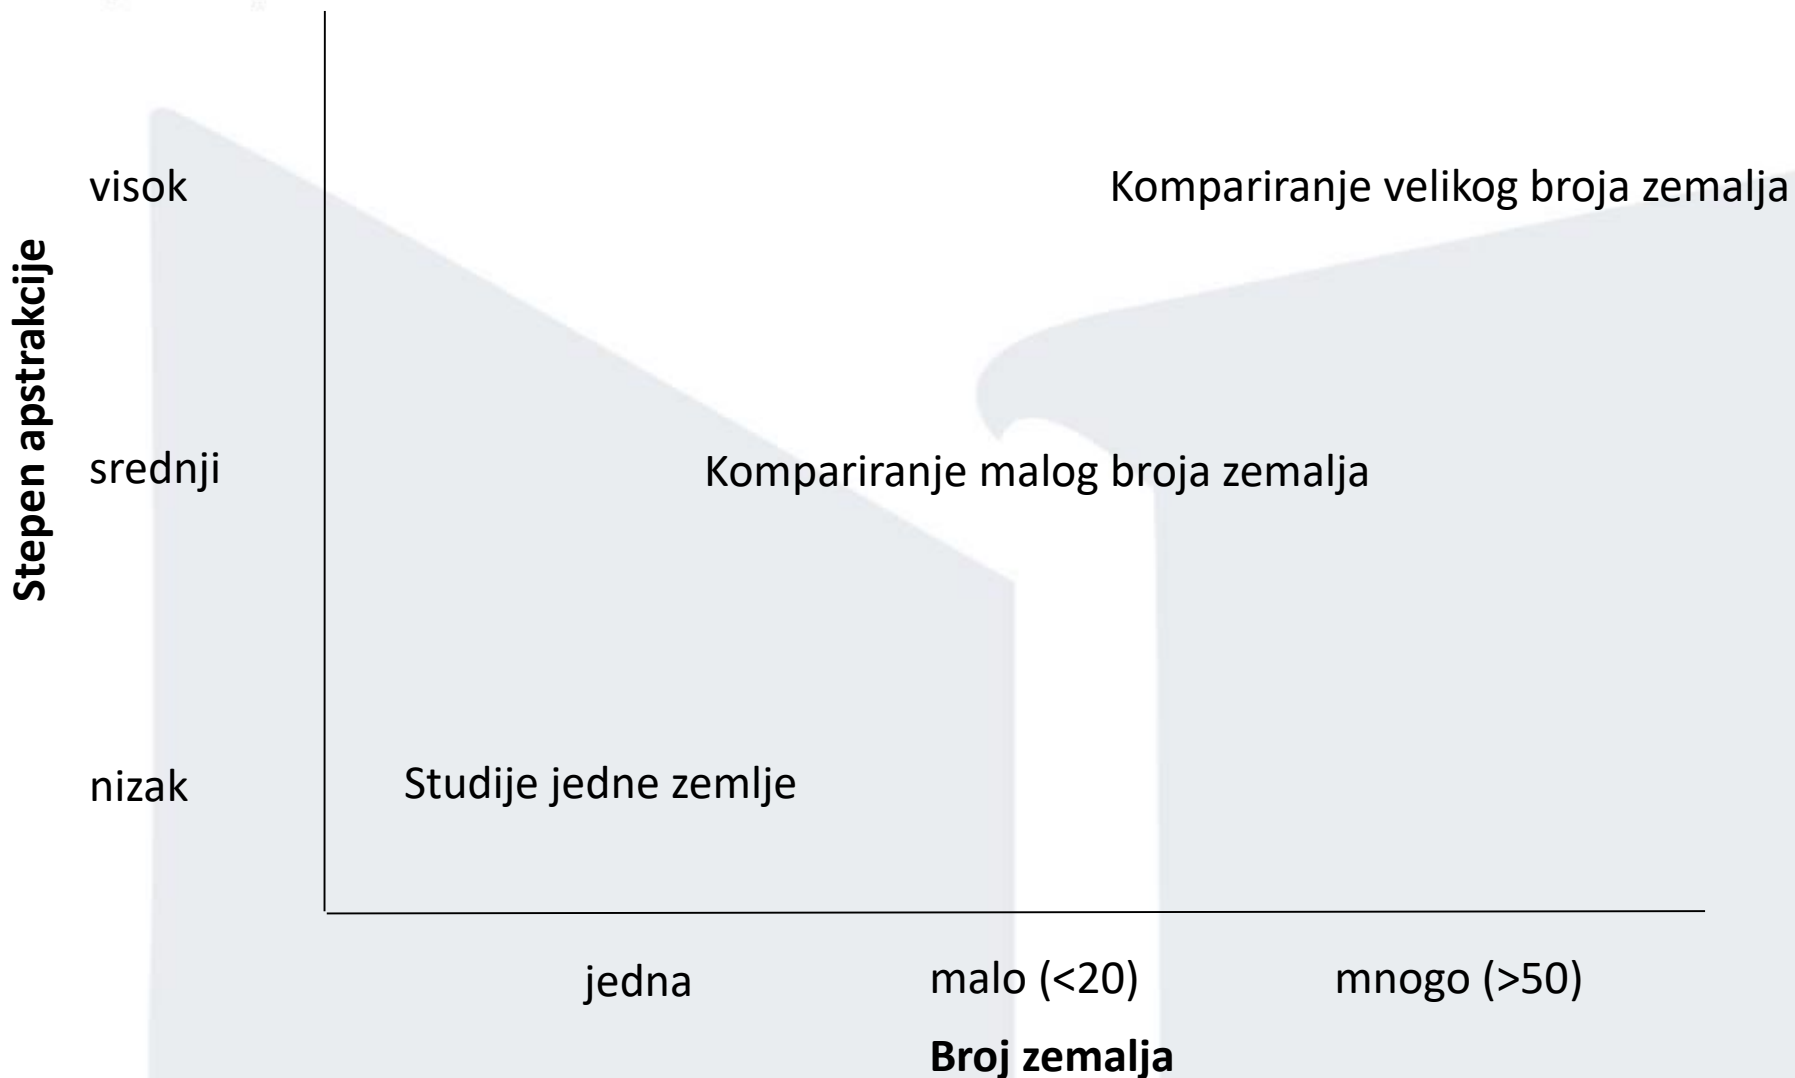 Stepen apstrakcije
visok
Kompariranje velikog broja zemalja
srednji
Kompariranje malog broja zemalja
nizak
Studije jedne zemlje
jedna
malo (<20)
mnogo (>50)
Broj zemalja